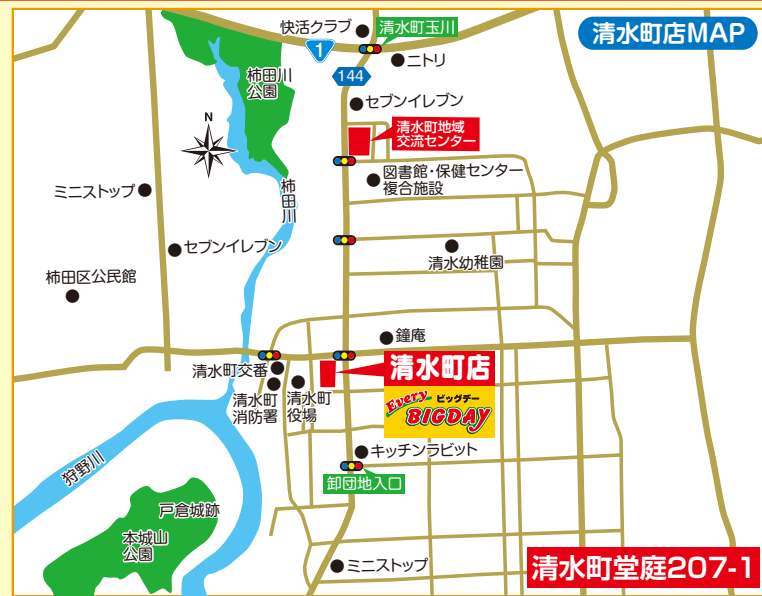 快活クラブ
清水町玉川
清水町店MAP
1
ニトリ
144
柿田川
公園
セブンイレブン
清水町地域
交流センター
N
図書館・保健センター
複合施設
ミニストップ
柿田川
セブンイレブン
清水幼稚園
柿田区公民館
鐘庵
清水町店
清水町交番
清水町
消防署
清水町
役場
Every
ビッグデー
BIGDAY
キッチンラビット
狩野川
卸団地入口
戸倉城跡
本城山
公園
ミニストップ
清水町堂庭207-1